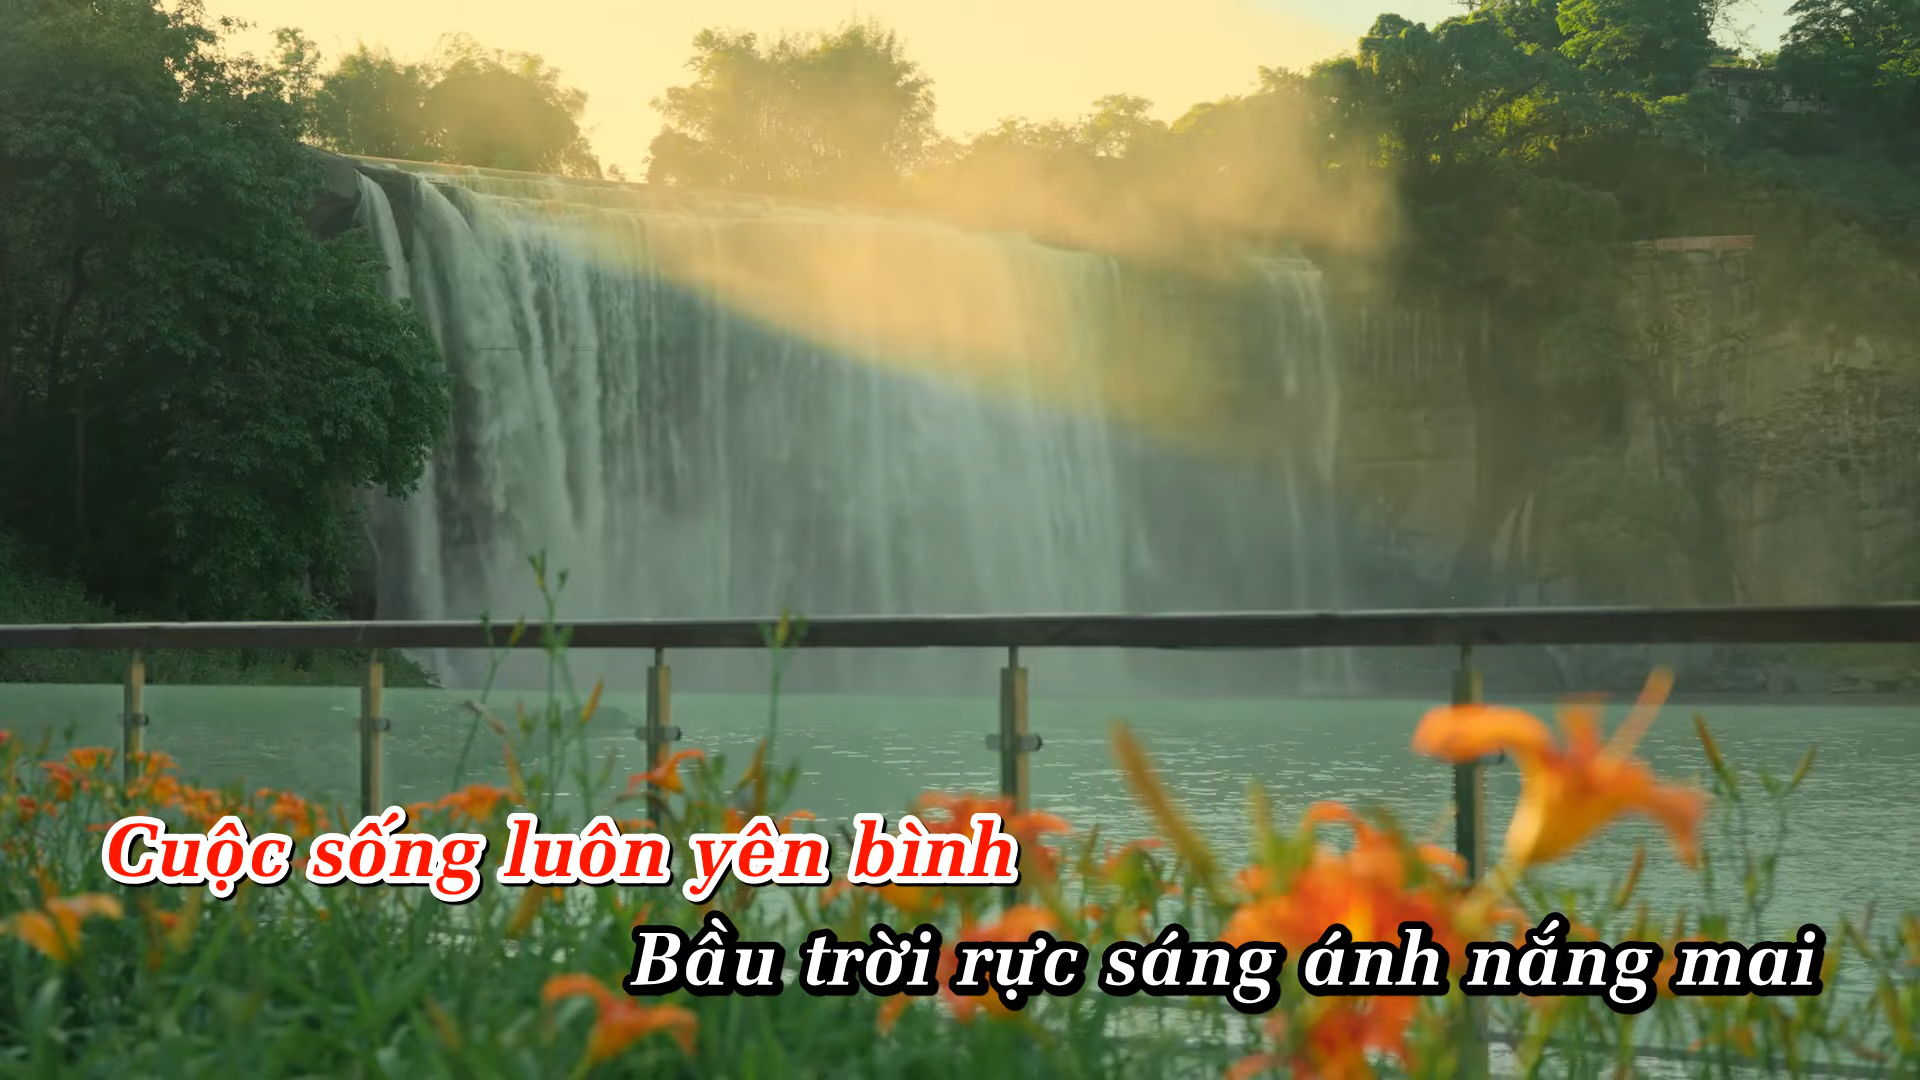 Cuộc sống luôn yên bình
Bầu trời rực sáng ánh nắng mai